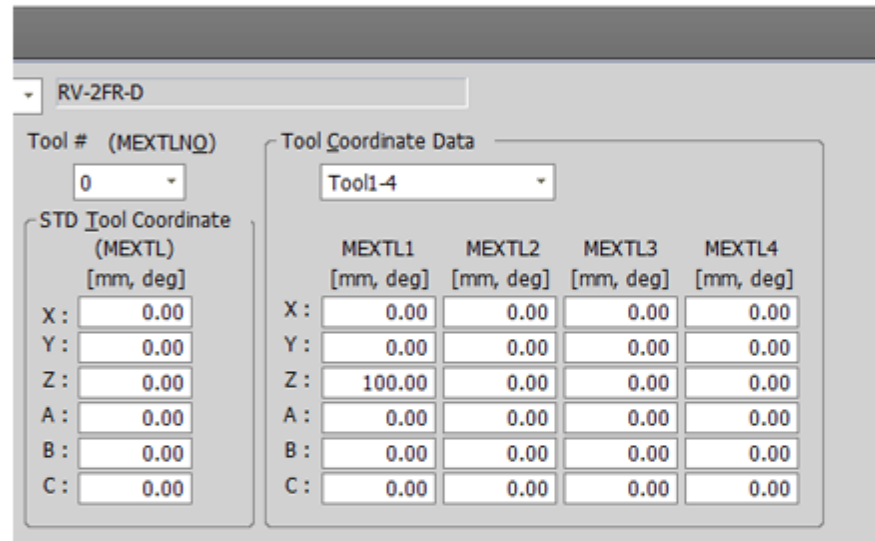 RV-2FR-D
Tool # (MEXTLNO) Tool Coordinate Data
0 Tool1-4
STD Tool Coordinate
(MEXTL) MEXTL1 MEXTL2 MEXTL3 MEXTL4
[mm, deg] [mm, deg] [mm, deg] [mm, deg] [mm, deg]
X : 0.00 X : 0.00 0.00 0.00 0.00
Y : 0.00 Y : 0.00 0.00 0.00 0.00
Z : 0.00 Z : 100.00 0.00 0.00 0.00
A : 0.00 A : 0.00 0.00 0.00 0.00
B : 0.00 B : 0.00 0.00 0.00 0.00
C : 0.00 C : 0.00 0.00 0.00 0.00